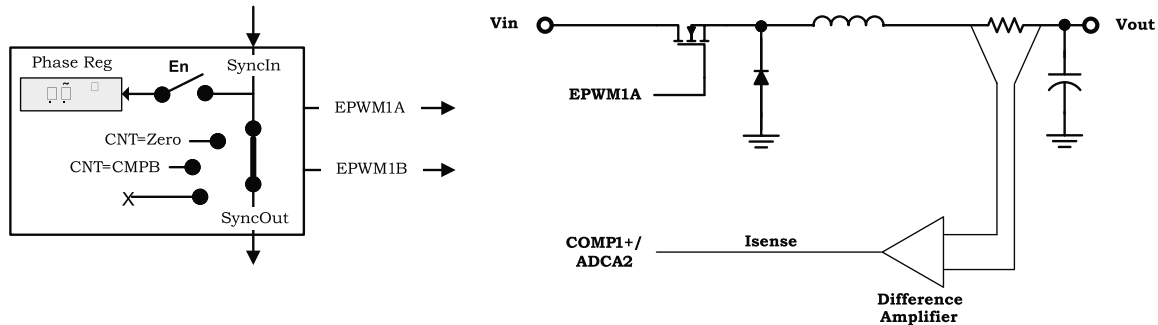 Phase Reg
En
SyncIn
CNT=Zero
CNT=CMPB
X
SyncOut
EPWM1A
EPWM1B
Vin
Vout
EPWM1A
COMP1+/
ADCA2
Isense
Difference
Amplifier